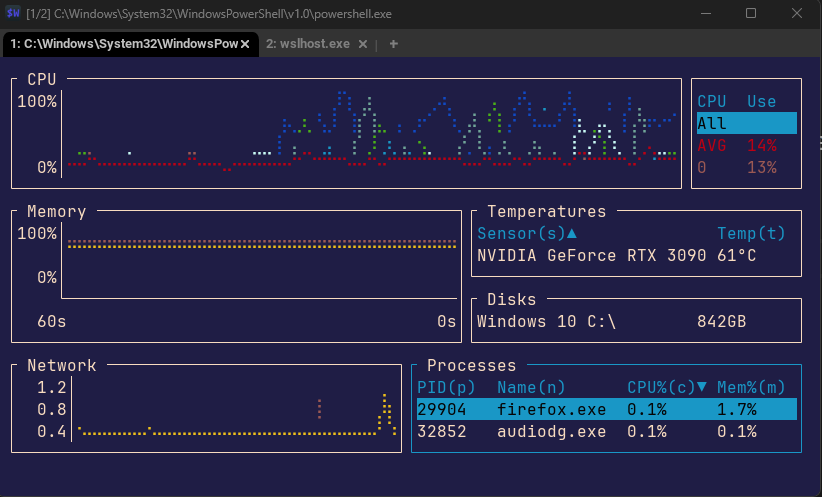 $W [1/2] C:\Windows\System32\WindowsPowerShell\v1.0\powershell.exe
1: C:\Windows\System32\WindowsPow × 2: wslhost.exe × | +
CPU
100%
0%
CPU Use
All
AVG 14%
0 13%
Memory
100%
0%
60s 0s
Temperatures
Sensor(s)▲ Temp(t)
NVIDIA GeForce RTX 3090 61°C
Disks
Windows 10 C:\ 842GB
Network
1.2
0.8
0.4
Processes
PID(p) Name(n) CPU%(c)▼ Mem%(m)
29904 firefox.exe 0.1% 1.7%
32852 audiodg.exe 0.1% 0.1%